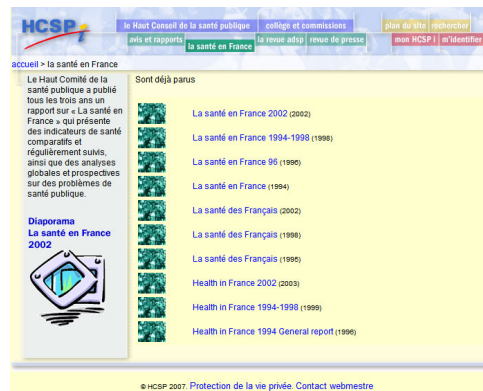 HCSP
le Haut Conseil de la santé publique
collège et commissions
plan du site
rechercher
avis et rapports
la santé en France
la revue adsp
revue de presse
mon HCSP i
m'identifier
accueil > la santé en France
Le Haut Comité de la
santé publique a publié
tous les trois ans un
rapport sur « La santé en
France » qui présente
des indicateurs de santé
comparatifs et
régulièrement suivis,
ainsi que des analyses
globales et prospectives
sur des problèmes de
santé publique.
Diaporama
La santé en France
2002
Sont déjà parus
La santé en France 2002 (2002)
La santé en France 1994-1998 (1998)
La santé en France 96 (1996)
La santé en France (1994)
La santé des Français (2002)
La santé des Français (1998)
La santé des Français (1995)
Health in France 2002 (2003)
Health in France 1994-1998 (1999)
Health in France 1994 General report (1996)
© HCSP 2007. Protection de la vie privée. Contact webmestre